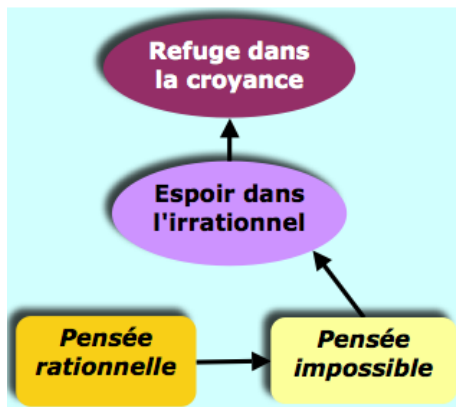 Refuge dans
la croyance
Espoir dans
l'irrationnel
Pensée
rationnelle
Pensée
impossible